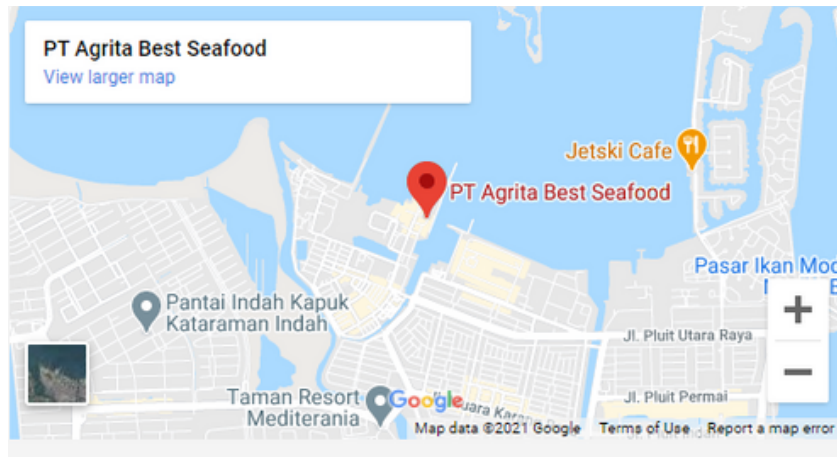 PT Agrita Best Seafood
View larger map
Jetski Cafe
PT Agrita Best Seafood
Pasar Ikan Mod
Pantai Indah Kapuk
Kataraman Indah
+
Jl. Pluit Utara Raya
−
Taman Resort
Mediterania
Google
Jl. Pluit Permai
Map data ©2021 Google
Terms of Use
Report a map error